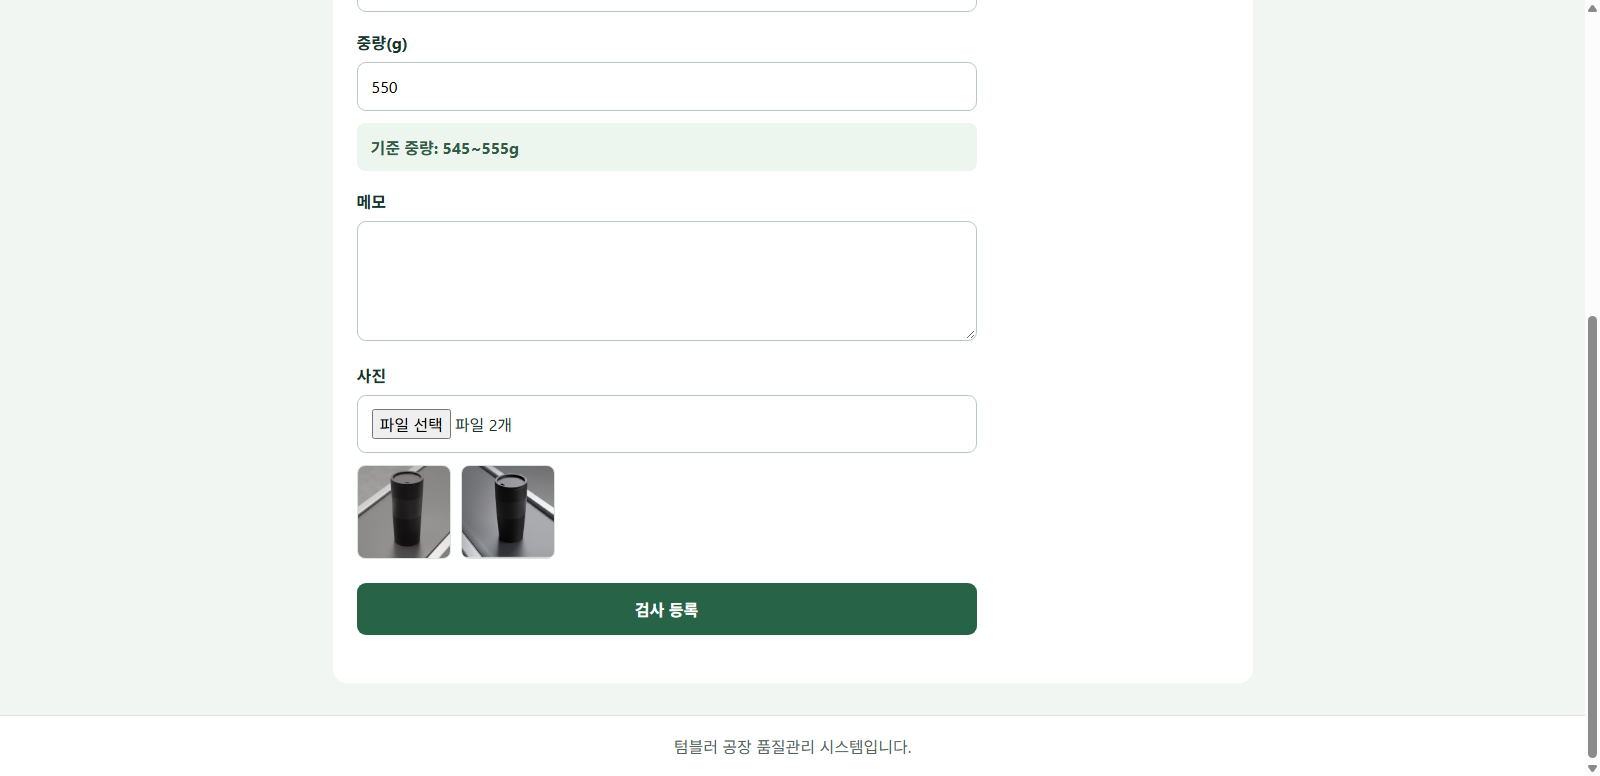 중량(g)
550
기준 중량: 545~555g
메모
사진
파일 선택 파일 2개
검사 등록
텀블러 공장 품질관리 시스템입니다.